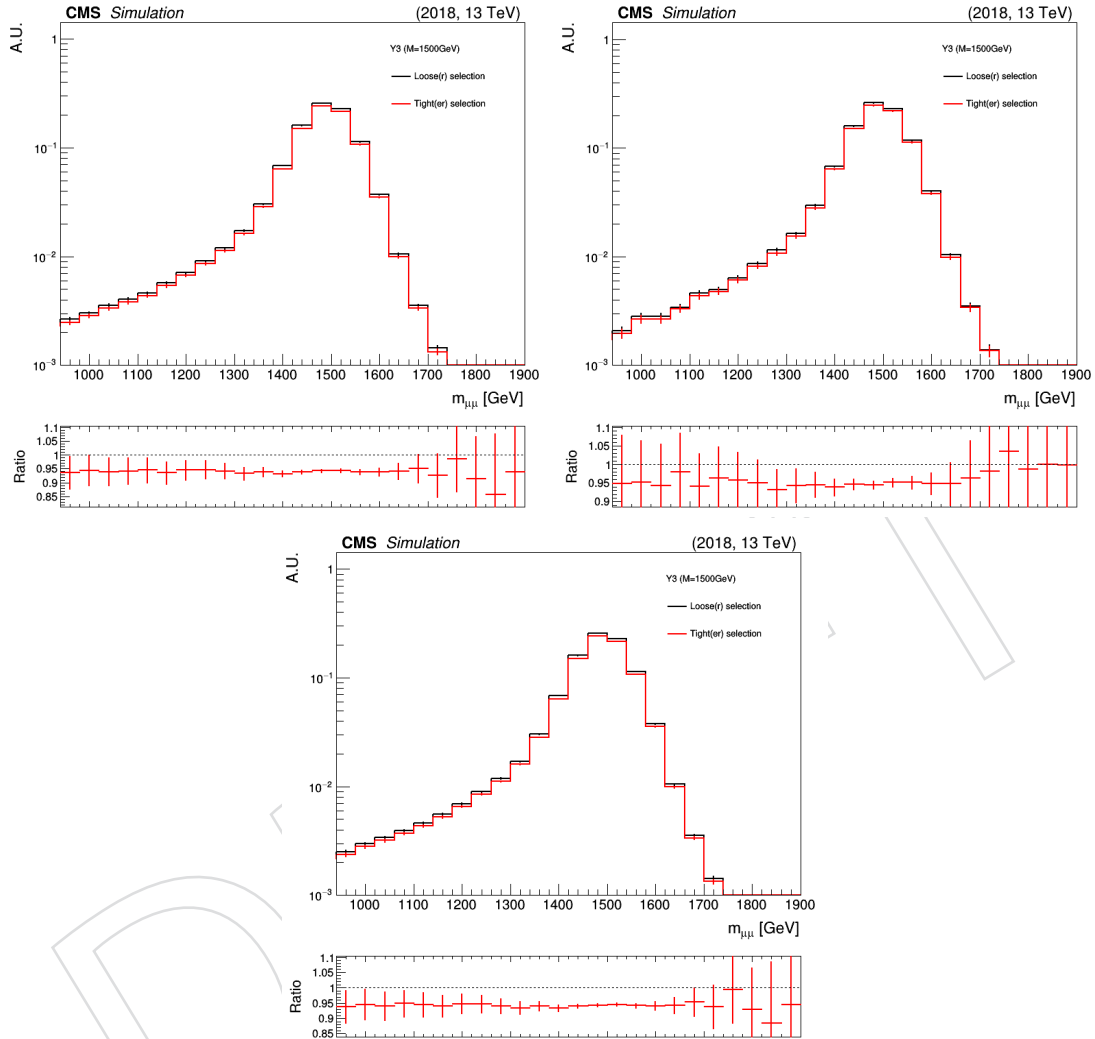 CMS Simulation (2018, 13 TeV)
A.U.
Y3 (M=1500GeV)
Loose(r) selection
Tight(er) selection
1
10⁻¹
10⁻²
10⁻³
1000 1100 1200 1300 1400 1500 1600 1700 1800 1900
mμμ [GeV]
Ratio
1.1
1.05
1
0.95
0.9
0.85
CMS Simulation (2018, 13 TeV)
A.U.
Y3 (M=1500GeV)
Loose(r) selection
Tight(er) selection
1
10⁻¹
10⁻²
10⁻³
1000 1100 1200 1300 1400 1500 1600 1700 1800 1900
mμμ [GeV]
Ratio
1.1
1.05
1
0.95
0.9
CMS Simulation (2018, 13 TeV)
A.U.
Y3 (M=1500GeV)
Loose(r) selection
Tight(er) selection
1
10⁻¹
10⁻²
10⁻³
1000 1100 1200 1300 1400 1500 1600 1700 1800 1900
mμμ [GeV]
Ratio
1.1
1.05
1
0.95
0.9
0.85